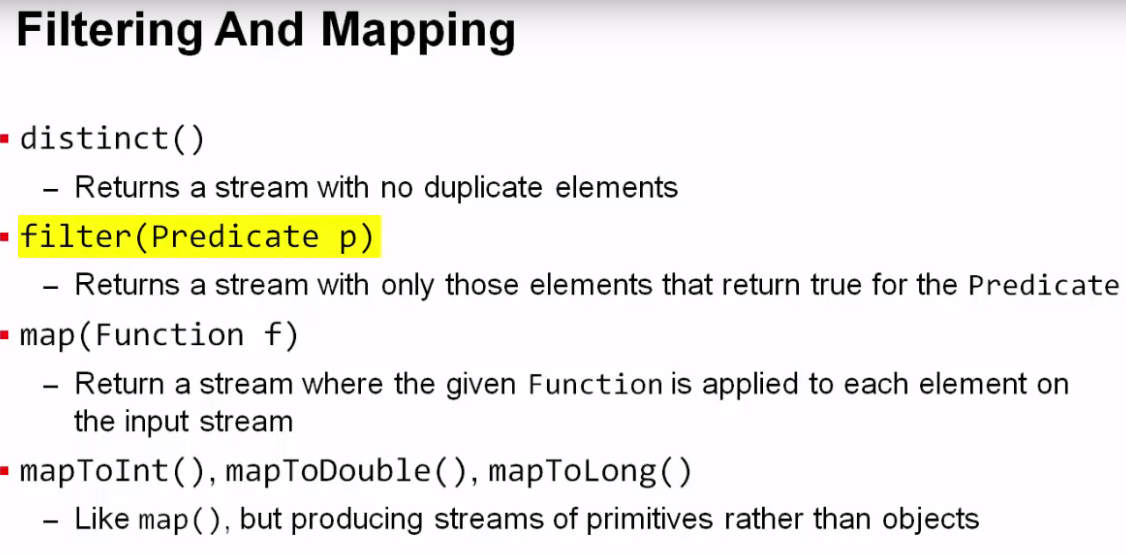 Filtering And Mapping
▪ distinct()
– Returns a stream with no duplicate elements
▪ filter(Predicate p)
– Returns a stream with only those elements that return true for the Predicate
▪ map(Function f)
– Return a stream where the given Function is applied to each element on
the input stream
▪ mapToInt(), mapToDouble(), mapToLong()
– Like map(), but producing streams of primitives rather than objects